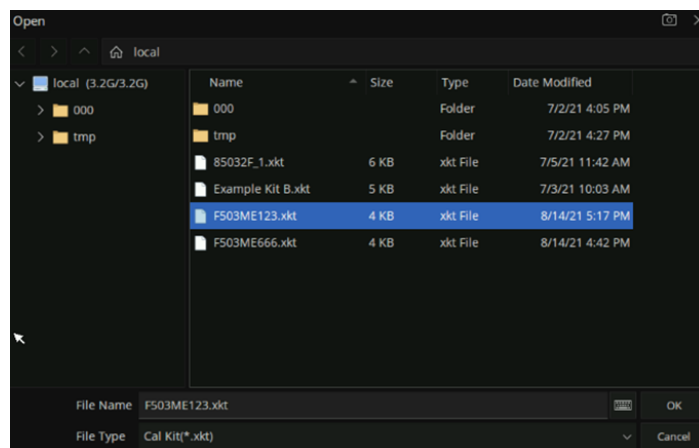 Open
local
local (3.2G/3.2G)
000
tmp
Name Size Type Date Modified
000 Folder 7/2/21 4:05 PM
tmp Folder 7/2/21 4:27 PM
85032F_1.xkt 6 KB xkt File 7/5/21 11:42 AM
Example Kit B.xkt 5 KB xkt File 7/3/21 10:03 AM
F503ME123.xkt 4 KB xkt File 8/14/21 5:17 PM
F503ME666.xkt 4 KB xkt File 8/14/21 4:42 PM
File Name F503ME123.xkt OK
File Type Cal Kit(*.xkt) Cancel